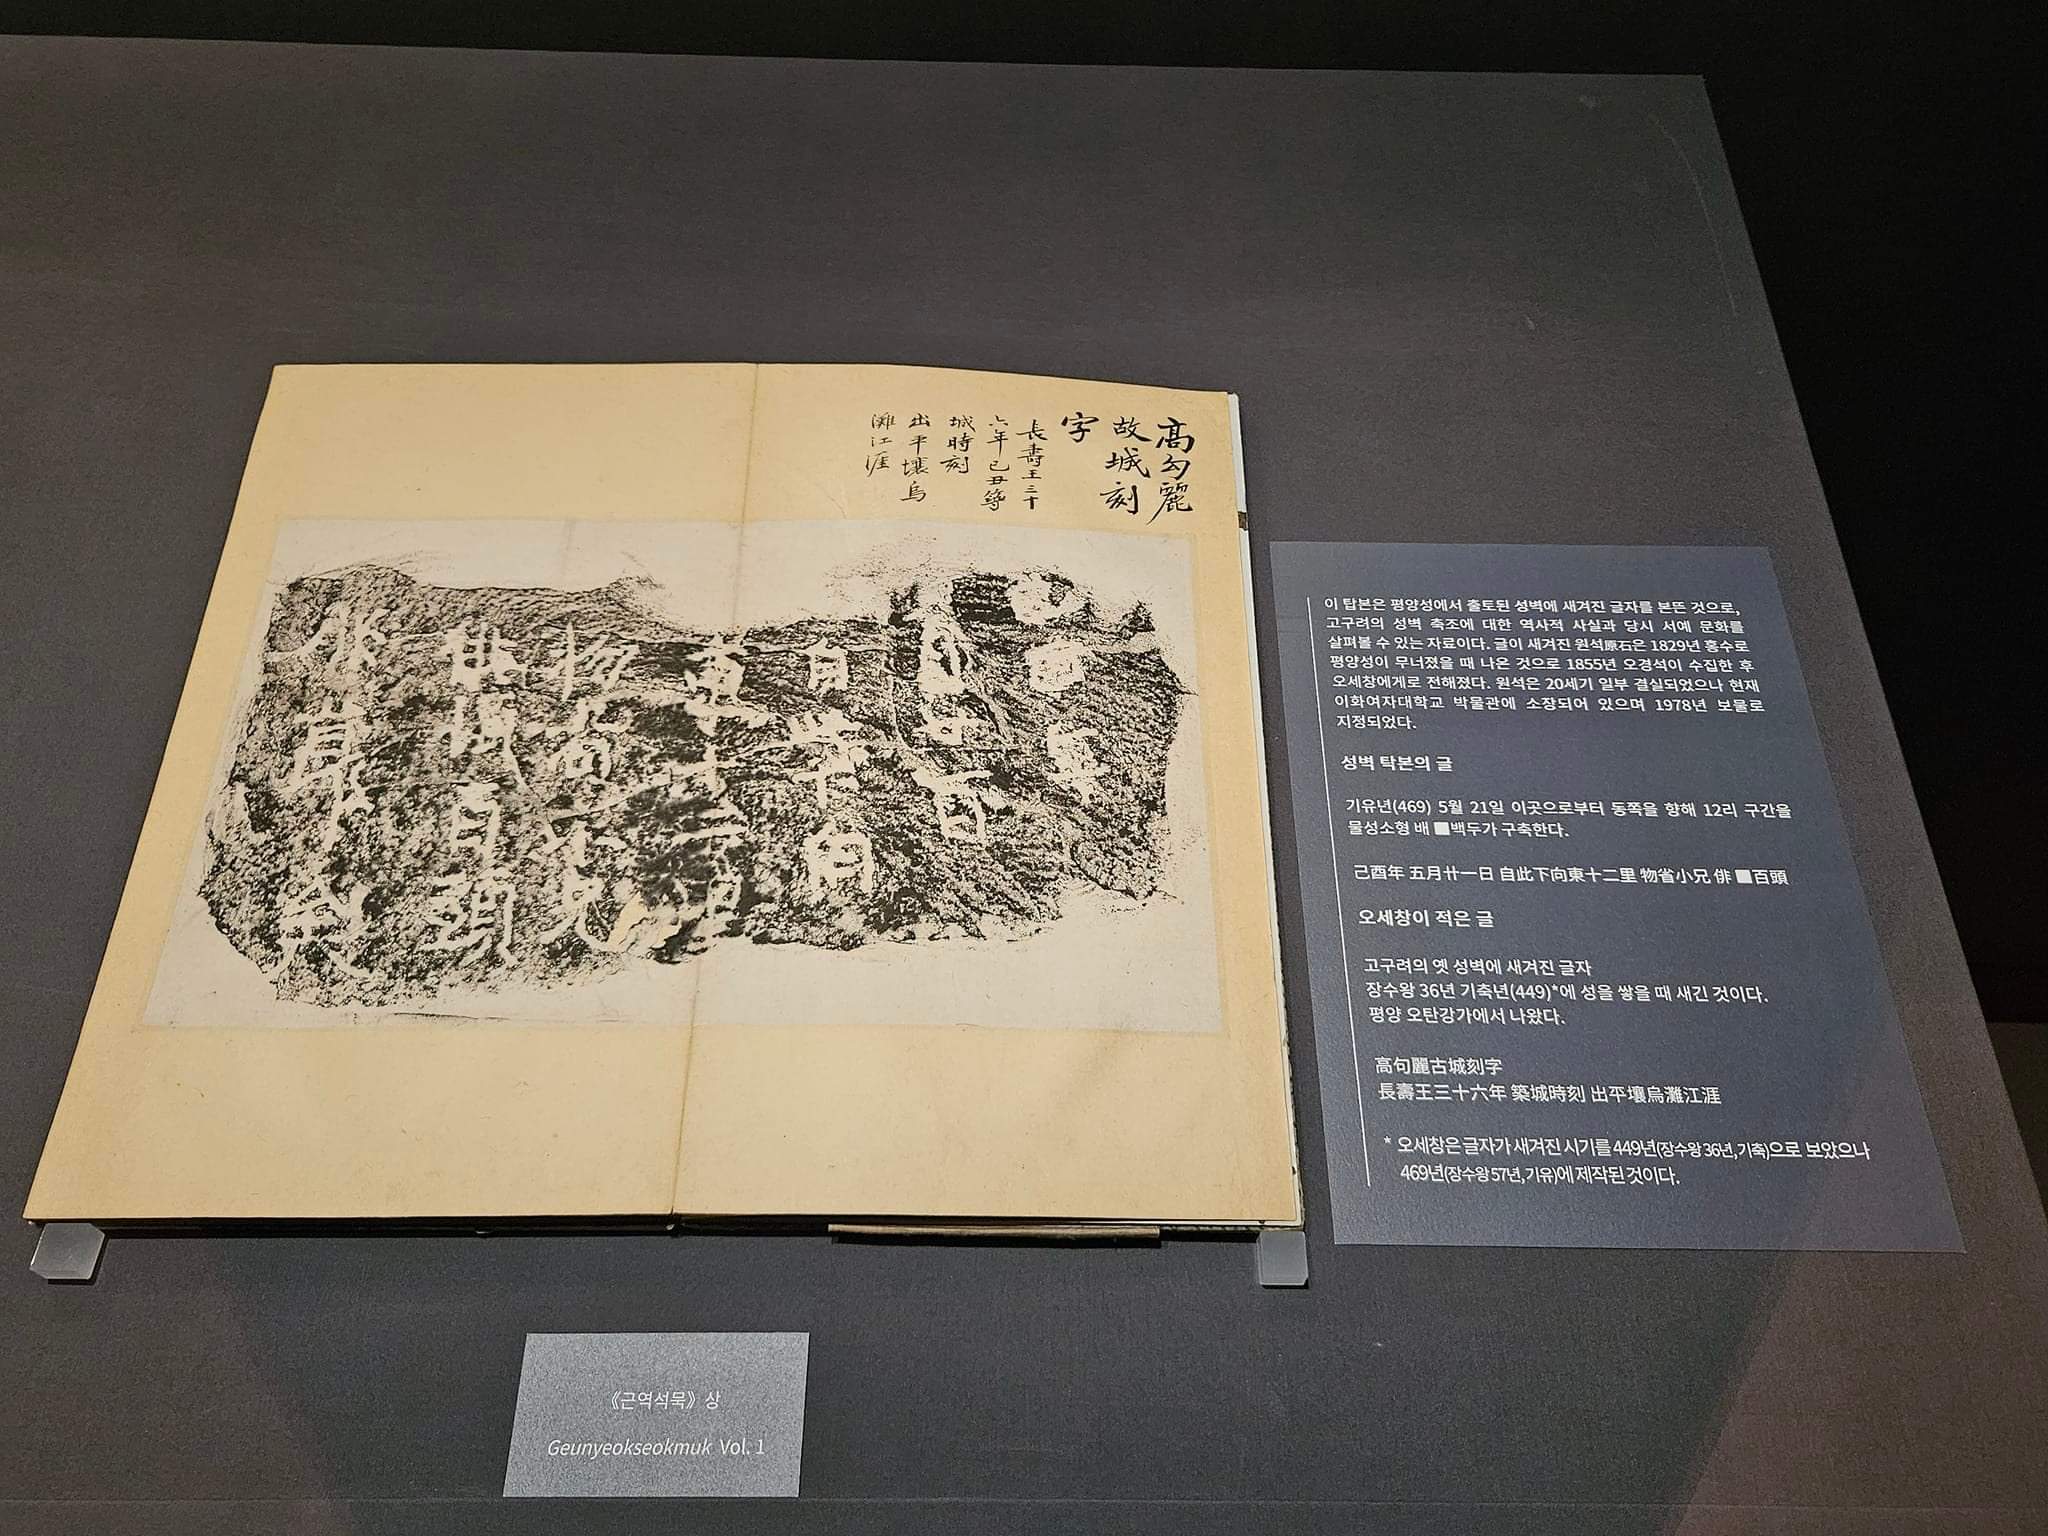 高勾麗
故城刻
字
長壽王三十
六年己丑築
城時刻
出平壤烏
灘江涯
自
此下向
東十二里
物省小兄
俳百頭
이 탑본은 평양성에서 출토된 성벽에 새겨진 글자를 본뜬 것으로,
고구려의 성벽 축조에 대한 역사적 사실과 당시 서예 문화를
살펴볼 수 있는 자료이다. 글이 새겨진 원석原石은 1829년 홍수로
평양성이 무너졌을 때 나온 것으로 1855년 오경석이 수집한 후
오세창에게로 전해졌다. 원석은 20세기 일부 결실되었으나 현재
이화여자대학교 박물관에 소장되어 있으며 1978년 보물로
지정되었다.
성벽 탁본의 글
기유년(469) 5월 21일 이곳으로부터 동쪽을 향해 12리 구간을
물성소형 배 ■백두가 구축한다.
己酉年 五月廿一日 自此下向東十二里 物省小兄 俳 ■百頭
오세창이 적은 글
고구려의 옛 성벽에 새겨진 글자
장수왕 36년 기축년(449)*에 성을 쌓을 때 새긴 것이다.
평양 오탄강가에서 나왔다.
高句麗古城刻字
長壽王三十六年 築城時刻 出平壤烏灘江涯
* 오세창은 글자가 새겨진 시기를 449년(장수왕 36년, 기축)으로 보았으나
469년(장수왕 57년, 기유)에 제작된 것이다.
《근역석묵》 상
Geunyeokseokmuk Vol. 1